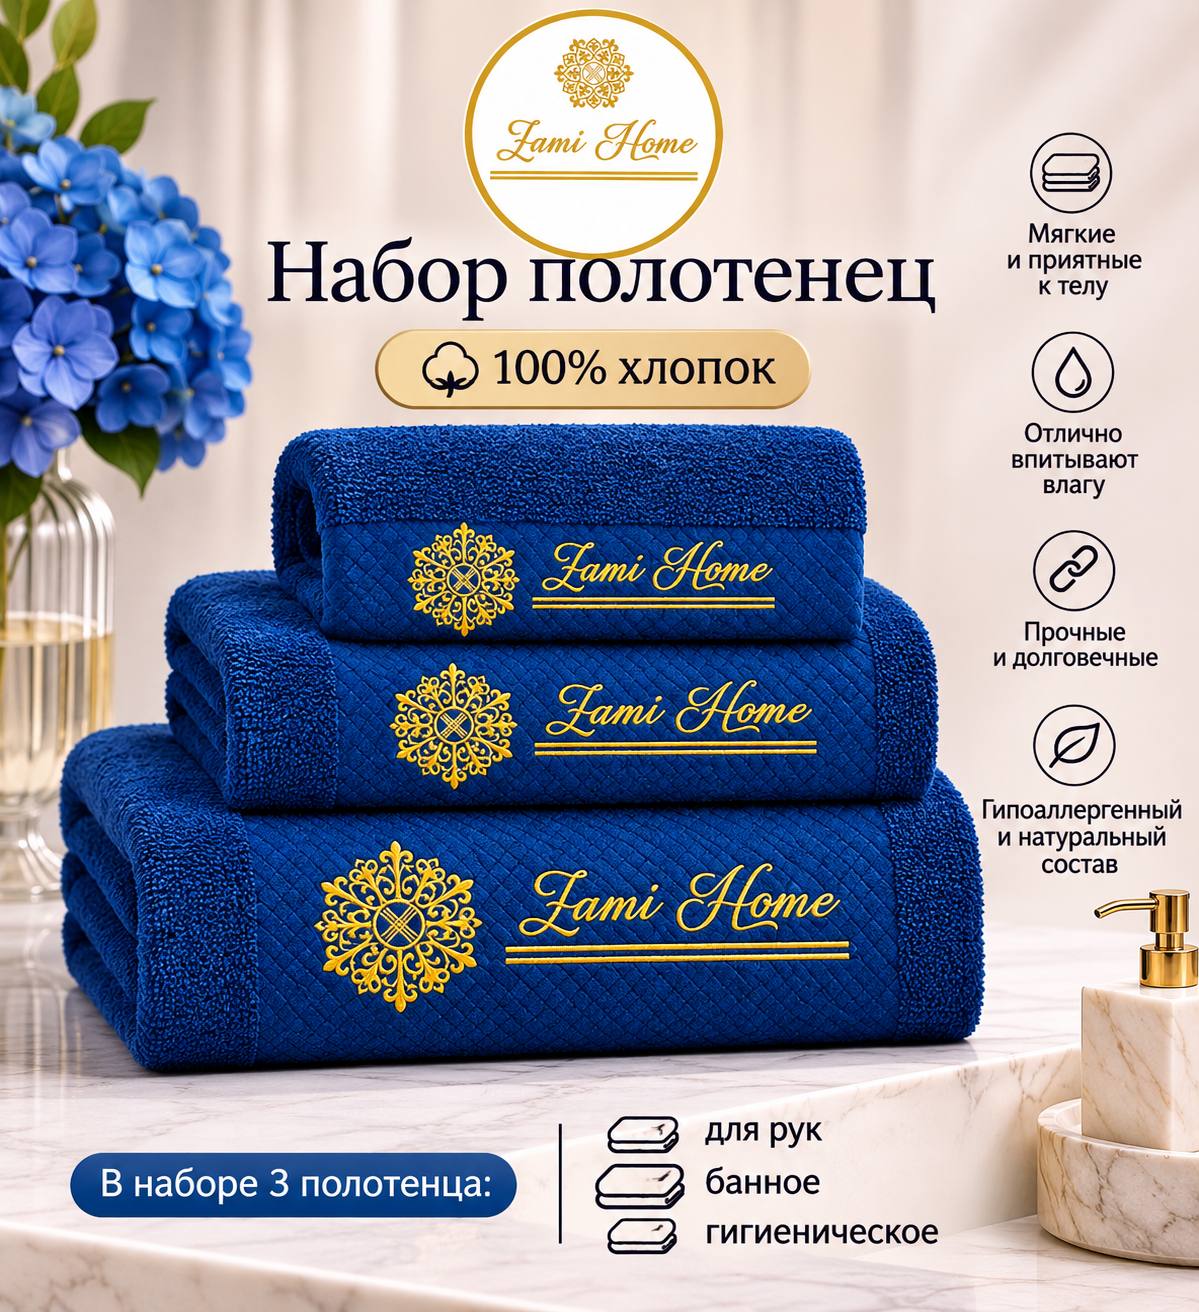 Zami Home
Набор полотенец
100% хлопок
Мягкие
и приятные
к телу
Отлично
впитывают
влагу
Прочные
и долговечные
Гипоаллергенный
и натуральный
состав
Zami Home
Zami Home
Zami Home
В наборе 3 полотенца:
для рук
банное
гигиеническое